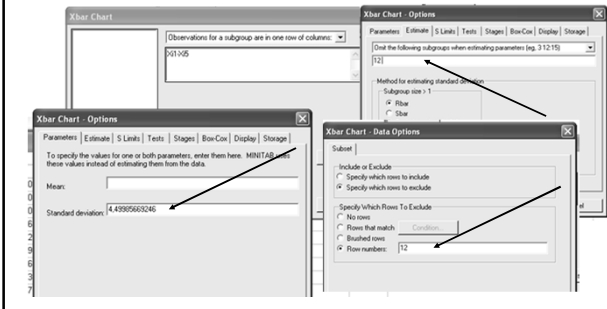 Xbar Chart
Observations for a subgroup are in one row of columns:
Xbar Chart - Options
Parameters Estimate S Limits Tests Stages Box-Cox Display Storage
Omit the following subgroups when estimating parameters (eg, 3 12:15)
12
Method for estimating standard deviation
Subgroup size > 1
Rbar
Sbar
Xbar Chart - Options
Parameters Estimate S Limits Tests Stages Box-Cox Display Storage
To specify the values for one or both parameters, enter them here. MINITAB uses
these values instead of estimating them from the data.
Mean:
Standard deviation: 4,49985669246
Xbar Chart - Data Options
Subset
Include or Exclude
Specify which rows to include
Specify which rows to exclude
Specify Which Rows To Exclude
No rows
Rows that match Condition...
Brushed rows
Row numbers: 12